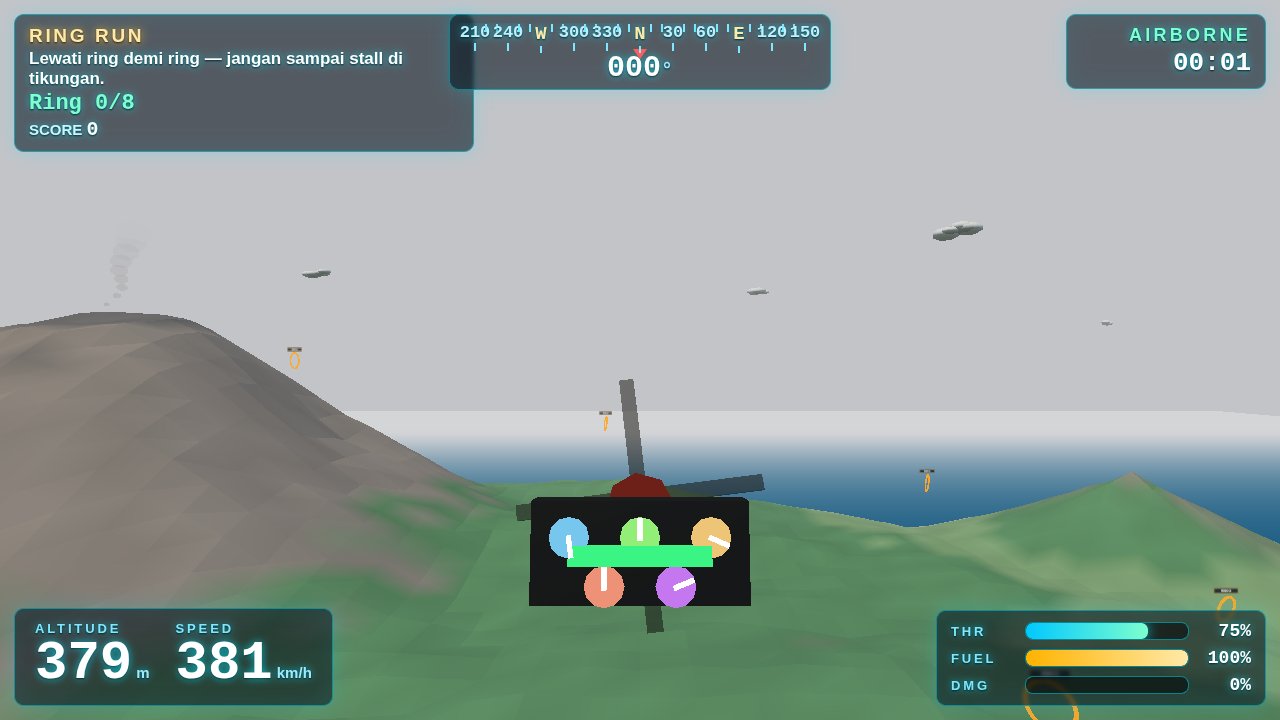 RING RUN
Lewati ring demi ring — jangan sampai stall di
tikungan.
Ring 0/8
SCORE 0
210 240 W 300 330 N 30 60 E 120 150
000°
AIRBORNE
00:01
ALTITUDE SPEED
379 m 381 km/h
THR 75%
FUEL 100%
DMG 0%